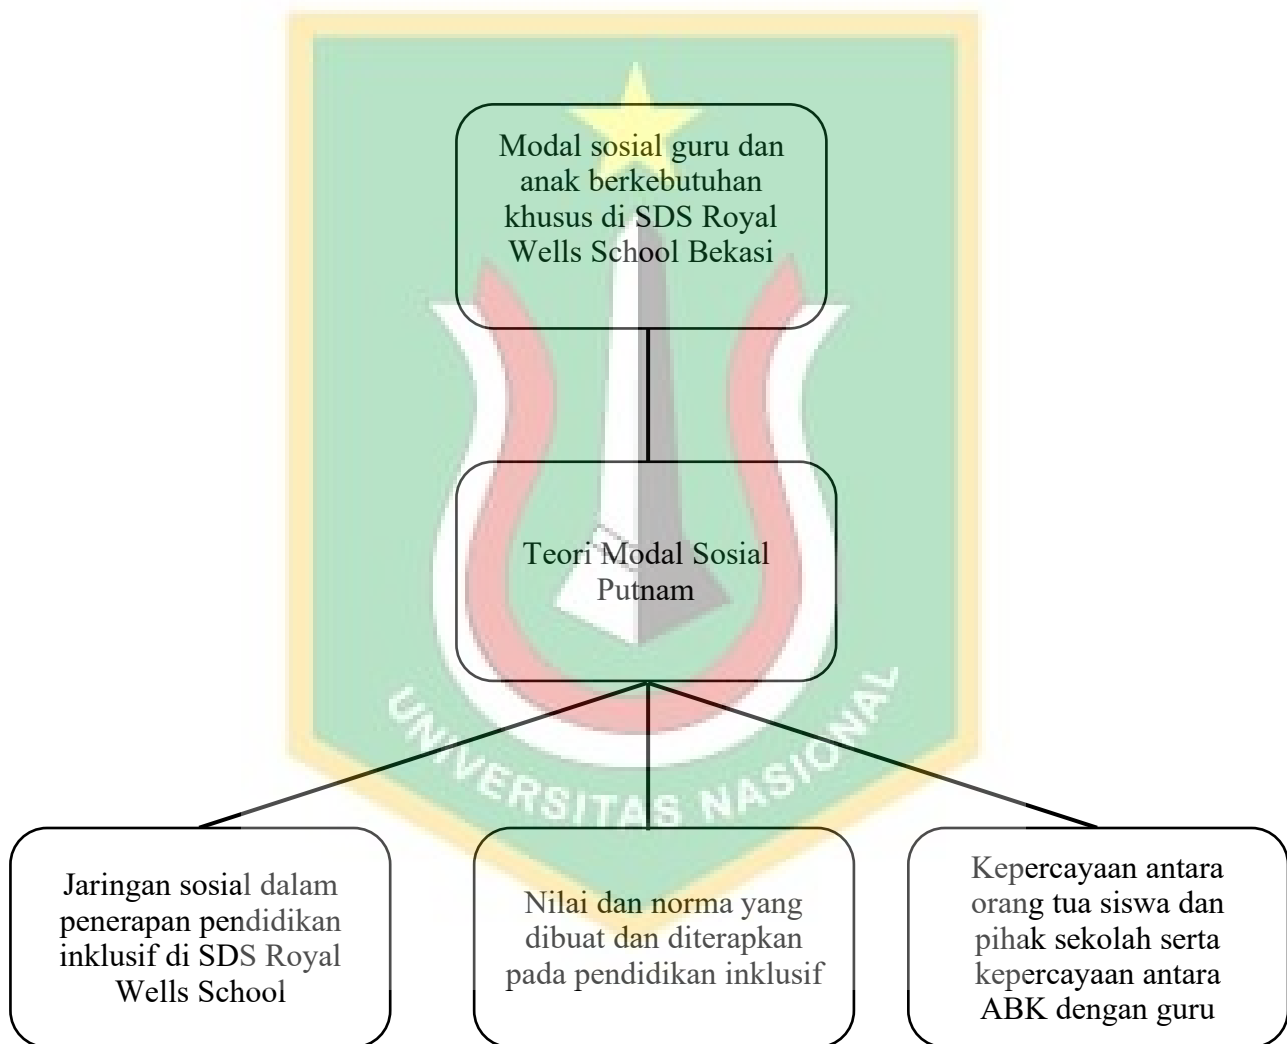 Modal sosial guru dan
anak berkebutuhan
khusus di SDS Royal
Wells School Bekasi
Teori Modal Sosial
Putnam
UNIVERSITAS NASIONAL
Jaringan sosial dalam
penerapan pendidikan
inklusif di SDS Royal
Wells School
Nilai dan norma yang
dibuat dan diterapkan
pada pendidikan inklusif
Kepercayaan antara
orang tua siswa dan
pihak sekolah serta
kepercayaan antara
ABK dengan guru